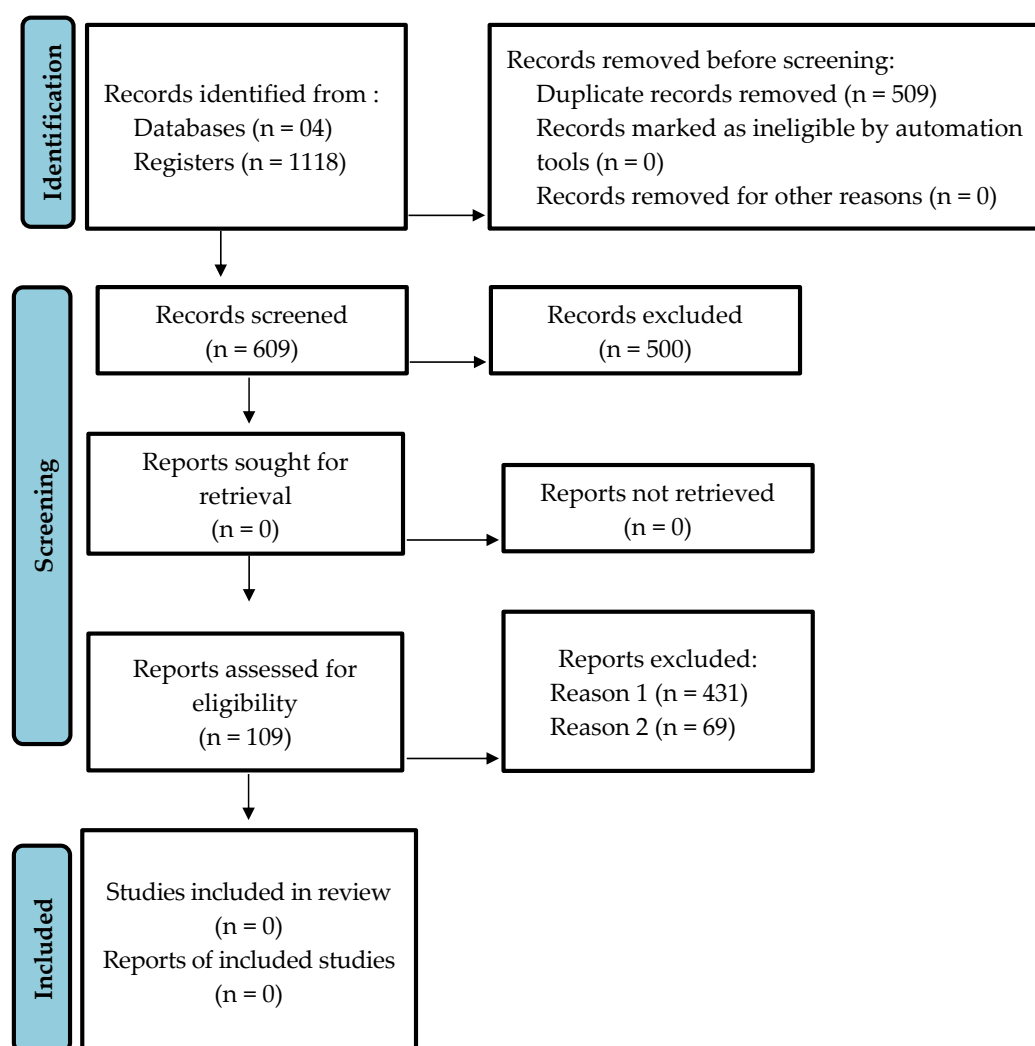 Identification
Records identified from :
Databases (n = 04)
Registers (n = 1118)
Records removed before screening:
Duplicate records removed (n = 509)
Records marked as ineligible by automation
tools (n = 0)
Records removed for other reasons (n = 0)
Screening
Records screened
(n = 609)
Records excluded
(n = 500)
Reports sought for
retrieval
(n = 0)
Reports not retrieved
(n = 0)
Reports assessed for
eligibility
(n = 109)
Reports excluded:
Reason 1 (n = 431)
Reason 2 (n = 69)
Included
Studies included in review
(n = 0)
Reports of included studies
(n = 0)